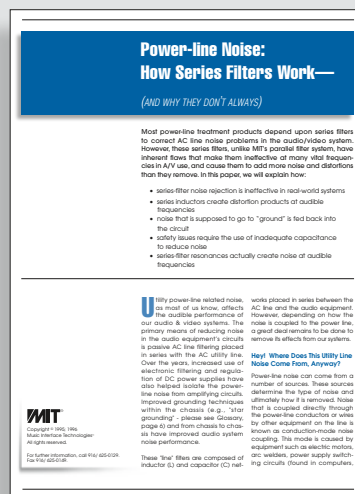 Power-line Noise:
How Series Filters Work—
(AND WHY THEY DON'T ALWAYS)
Most power-line treatment products depend upon series filters
to correct AC line noise problems in the audio/video system.
However, these series filters, unlike MIT's parallel filter system, have
inherent flaws that make them ineffective at many vital frequen-
cies in A/V use, and cause them to add more noise and distortions
than they remove. In this paper, we will explain how:
• series-filter noise rejection is ineffective in real-world systems
• series inductors create distortion products at audible
frequencies
• noise that is supposed to go to "ground" is fed back into
the circuit
• safety issues require the use of inadequate capacitance
to reduce noise
• series-filter resonances actually create noise at audible
frequencies
Utility power-line related noise,
as most of us know, affects
the audible performance of
our audio & video systems. The
primary means of reducing noise
in the audio equipment's circuits
is passive AC line filtering placed
in series with the AC utility line.
Over the years, increased use of
electronic filtering and regula-
tion of DC power supplies have
also helped isolate the power-
line noise from amplifying circuits.
Improved grounding techniques
within the chassis (e.g., "star
grounding" - please see Glossary,
page 6) and from chassis to chas-
sis have improved audio system
noise performance.
These "line" filters are composed of
inductor (L) and capacitor (C) net-
works placed in series between the
AC line and the audio equipment.
However, depending on how the
noise is coupled to the power line,
a great deal remains to be done to
remove it from our systems.
Hey! Where Does This Utility Line
Noise Come From, Anyway?
Power-line noise can come from a
number of sources. These sources
determine the type of noise and
ultimately how it is removed. Noise
that is coupled directly through
the power-line conductors or wires
by other equipment on the line is
known as conduction-mode noise
coupling. This mode is caused by
equipment such as electric motors,
arc welders, power supply switch-
ing circuits (found in computers,
MIT®
Copyright © 1995, 1996
Music Interface Technologies™
All rights reserved.
For further information, call 916/ 625-0129.
Fax 916/ 625-0149.